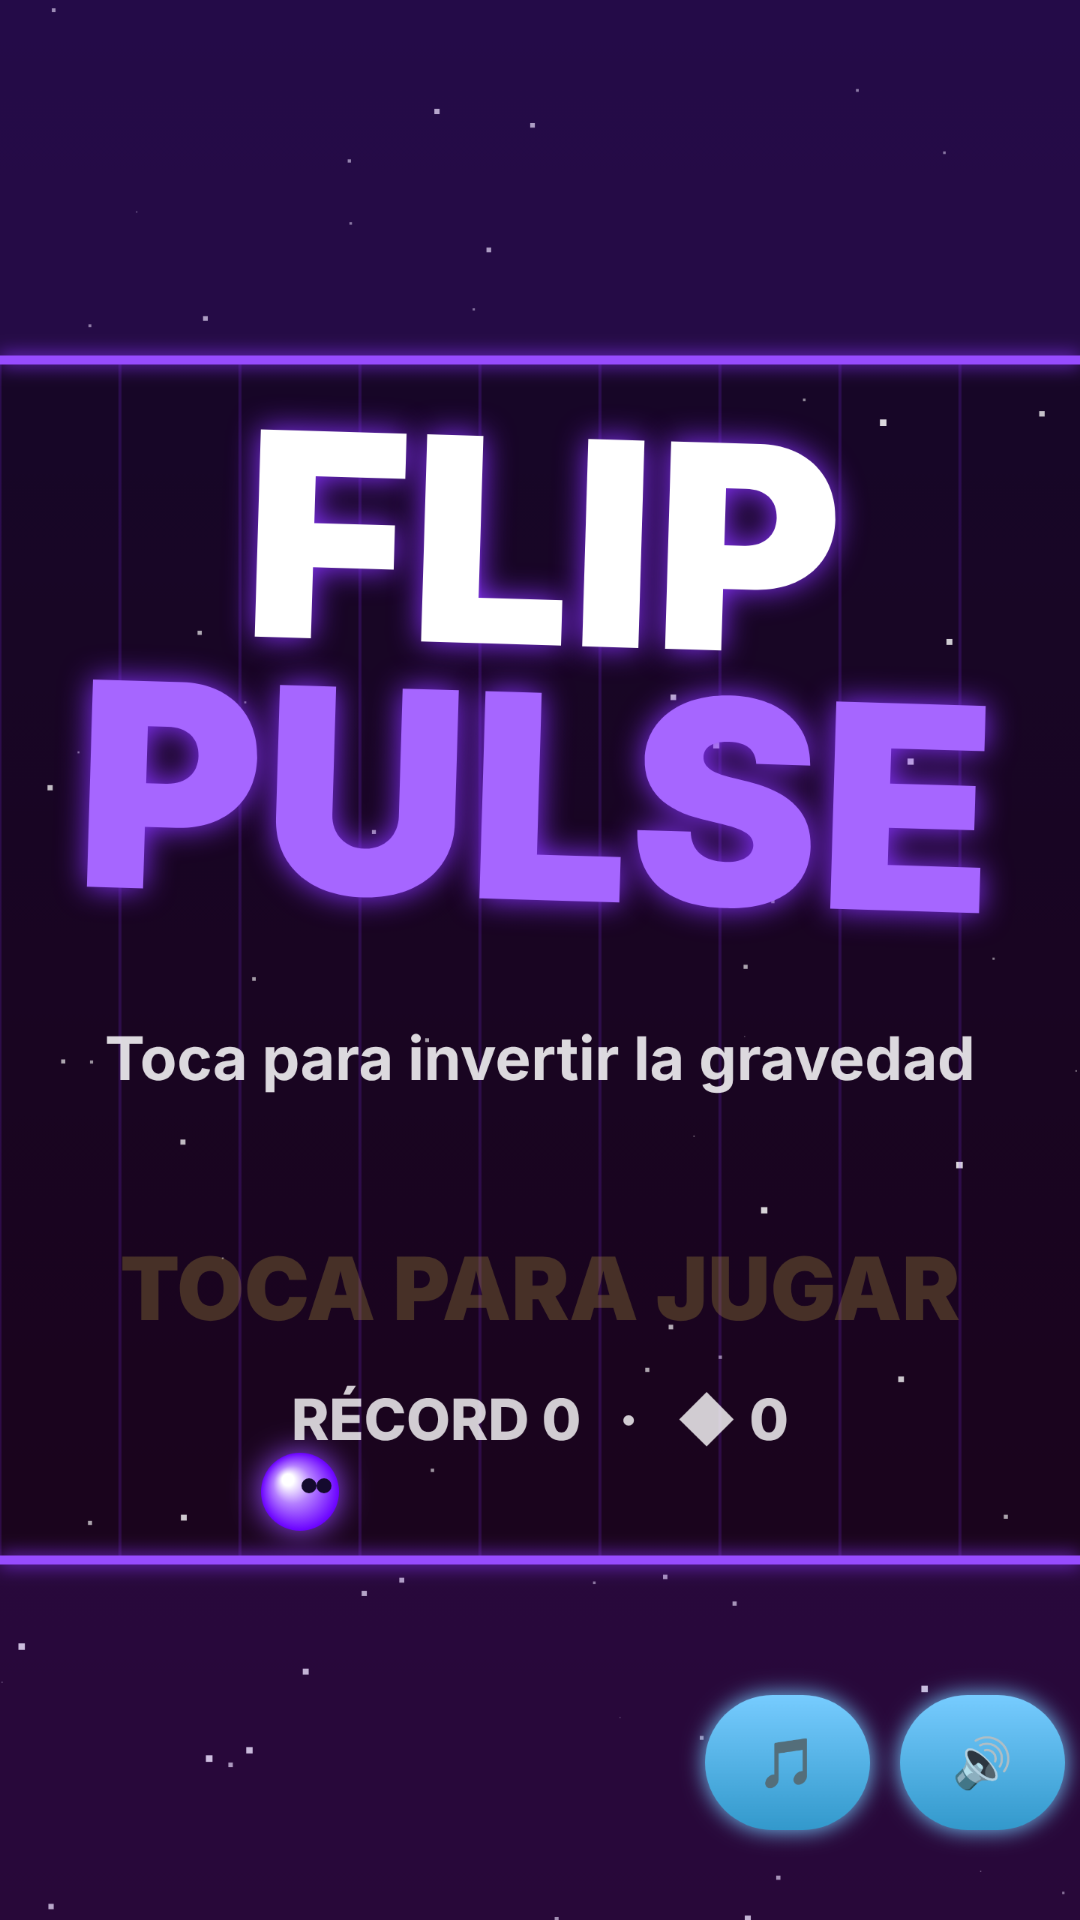 FLIP
PULSE
Toca para invertir la gravedad
TOCA PARA JUGAR
RÉCORD 0 · ◆ 0